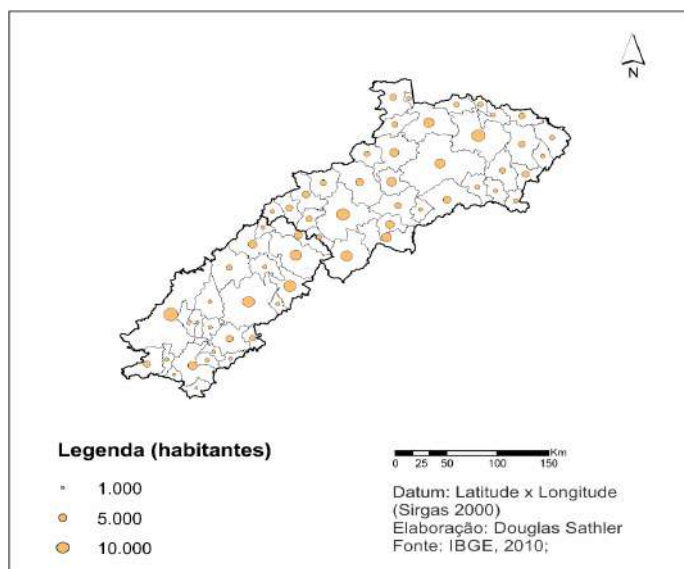 N
Legenda (habitantes)
1.000
5.000
10.000
Km
0 25 50 100 150
Datum: Latitude x Longitude
(Sirgas 2000)
Elaboração: Douglas Sathler
Fonte: IBGE, 2010;